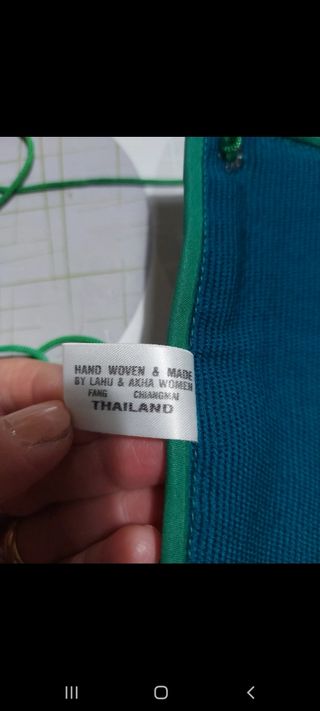 HAND WOVEN & MADE
BY LAHU & AKHA WOMEN
FANG CHIANGMAI
THAILAND